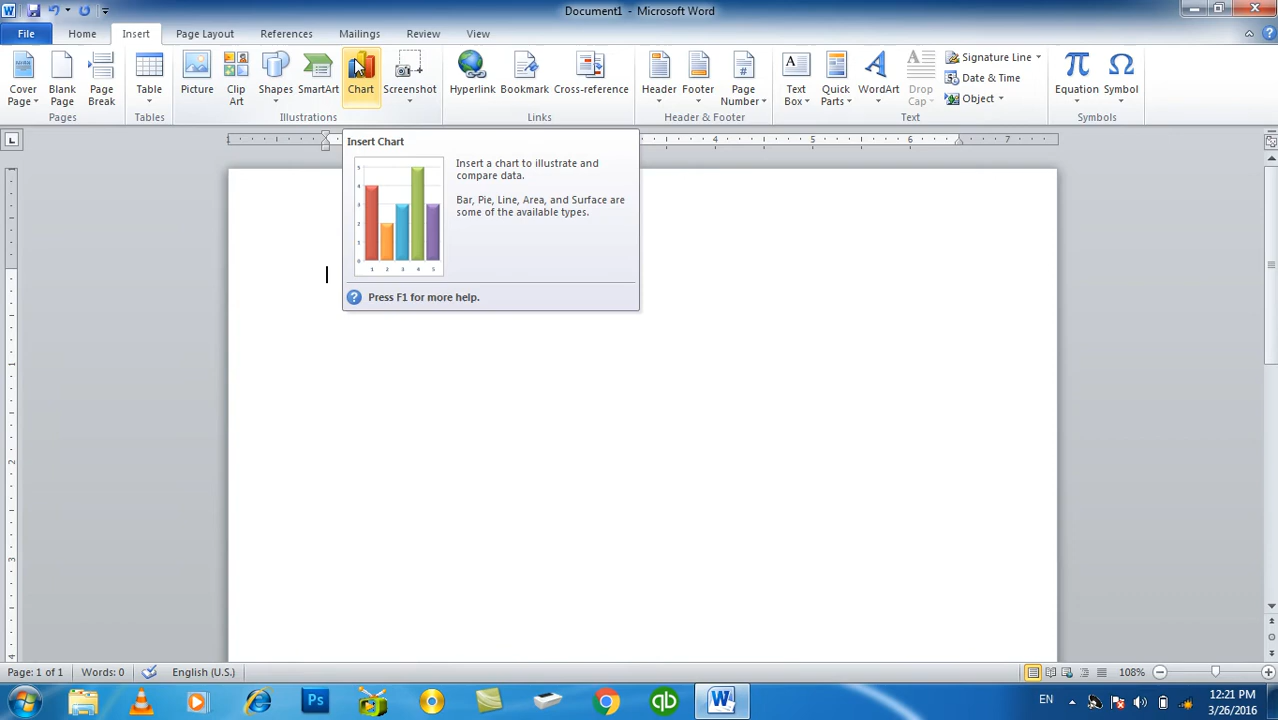 Document1 - Microsoft Word
File Home Insert Page Layout References Mailings Review View
Cover Page Blank Page Page Break Table Picture Clip Art Shapes SmartArt Chart Screenshot Hyperlink Bookmark Cross-reference Header Footer Page Number Text Box Quick Parts WordArt Drop Cap Signature Line Date & Time Object Equation Symbol
Pages Tables Illustrations Links Header & Footer Text Symbols
Insert Chart
Insert a chart to illustrate and
compare data.
Bar, Pie, Line, Area, and Surface are
some of the available types.
Press F1 for more help.
Page: 1 of 1 Words: 0 English (U.S.) 108%
EN 12:21 PM
3/26/2016